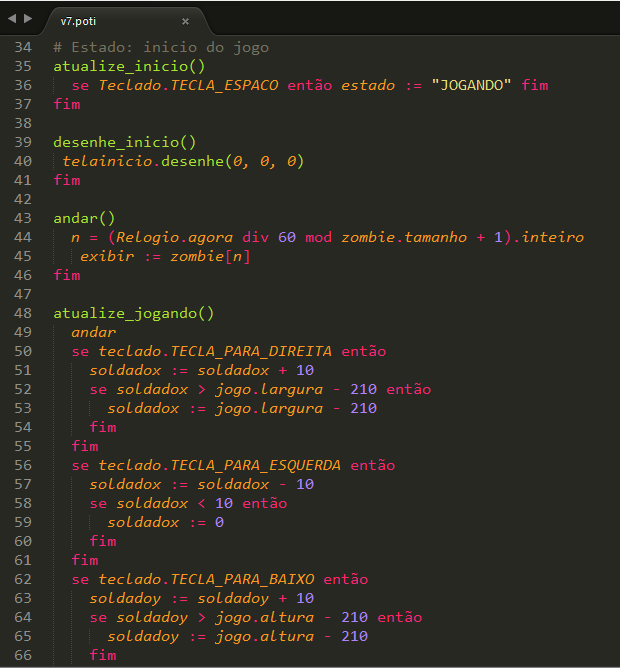 v7.poti ×
34 # Estado: inicio do jogo
35 atualize_inicio()
36   se Teclado.TECLA_ESPACO então estado := "JOGANDO" fim
37 fim
38
39 desenhe_inicio()
40  telainicio.desenhe(0, 0, 0)
41 fim
42
43 andar()
44   n = (Relogio.agora div 60 mod zombie.tamanho + 1).inteiro
45    exibir := zombie[n]
46 fim
47
48 atualize_jogando()
49   andar
50   se teclado.TECLA_PARA_DIREITA então
51     soldadox := soldadox + 10
52     se soldadox > jogo.largura - 210 então
53       soldadox := jogo.largura - 210
54     fim
55   fim
56   se teclado.TECLA_PARA_ESQUERDA então
57     soldadox := soldadox - 10
58     se soldadox < 10 então
59       soldadox := 0
60     fim
61   fim
62   se teclado.TECLA_PARA_BAIXO então
63     soldadoy := soldadoy + 10
64     se soldadoy > jogo.altura - 210 então
65       soldadoy := jogo.altura - 210
66     fim